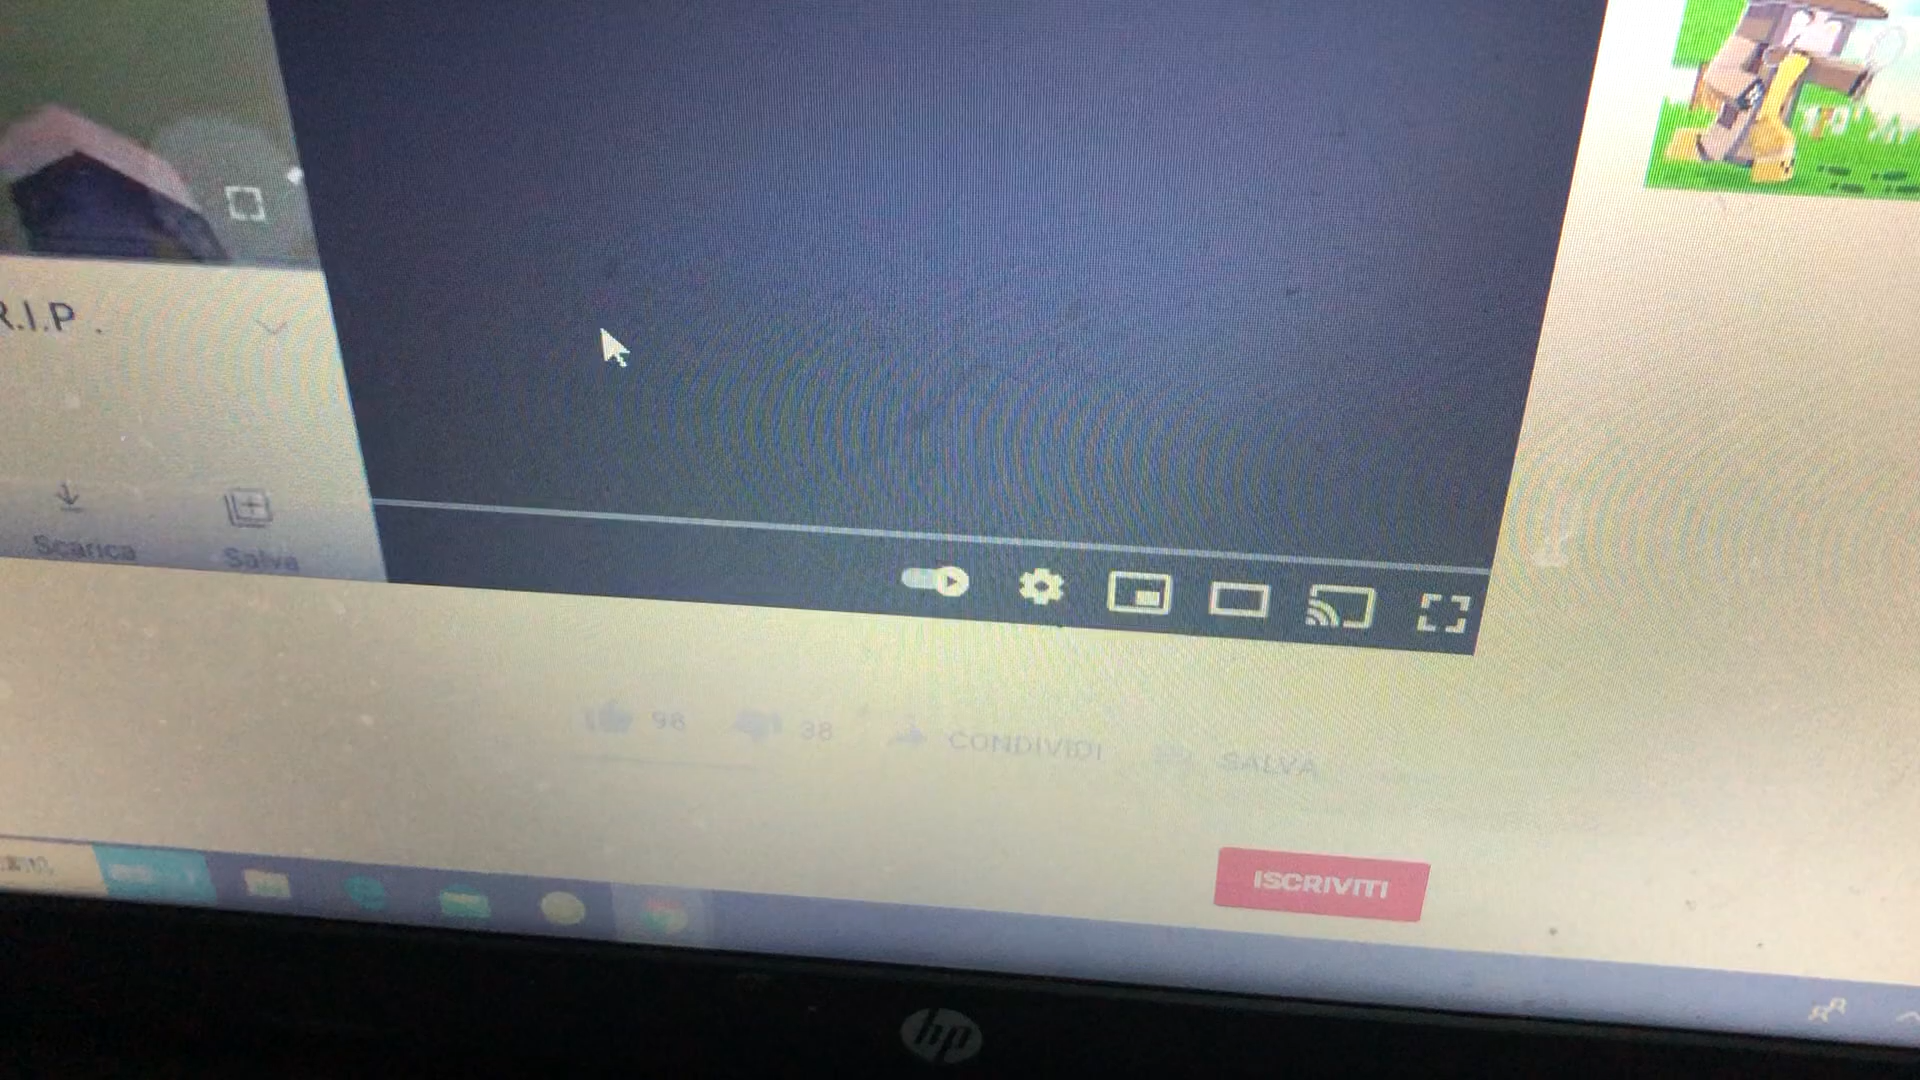 R.I.P .
Scarica
Salva
98
38
CONDIVIDI
SALVA
ISCRIVITI
hp